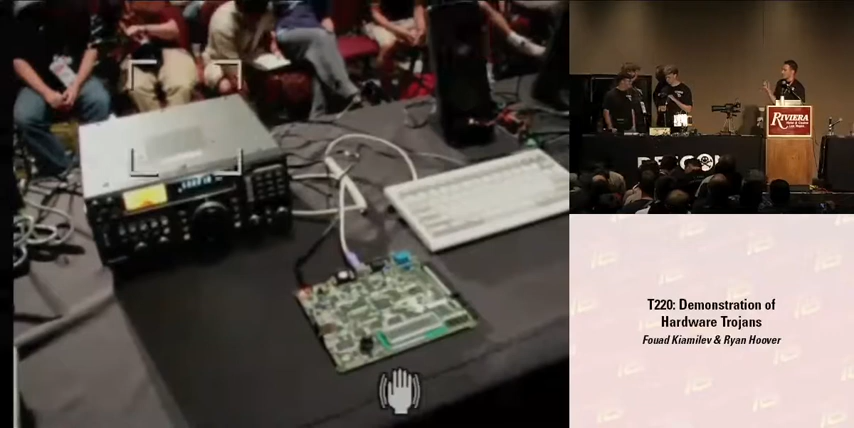 RIVIERA
T220: Demonstration of
Hardware Trojans
Fouad Kiamilev & Ryan Hoover